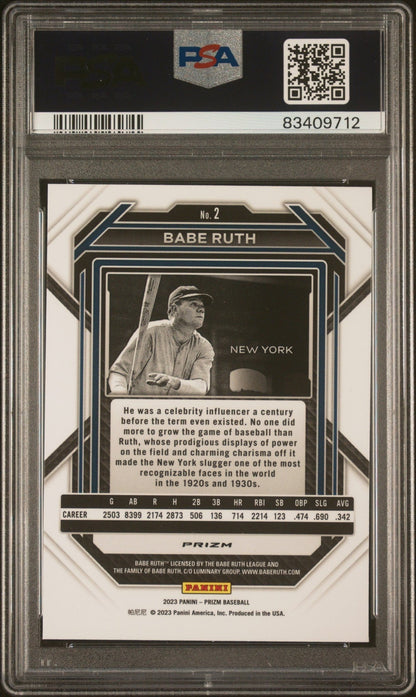 PSA
PSA
83409712
No. 2
BABE RUTH
NEW YORK
He was a celebrity influencer a century
before the term even existed. No one did
more to grow the game of baseball than
Ruth, whose prodigious displays of power
on the field and charming charisma off it
made the New York slugger one of the most
recognizable faces in the world
in the 1920s and 1930s.
G AB R H 2B 3B HR RBI SB OBP SLG AVG
CAREER 2503 8399 2174 2873 506 136 714 2214 123 .474 .690 .342
PRIZM
BABE RUTH™ LICENSED BY THE BABE RUTH LEAGUE AND
THE FAMILY OF BABE RUTH, C/O LUMINARY GROUP, WWW.BABERUTH.COM
PANINI
2023 PANINI – PRIZM BASEBALL
帕尼尼 © 2023 Panini America, Inc. Produced in the USA.